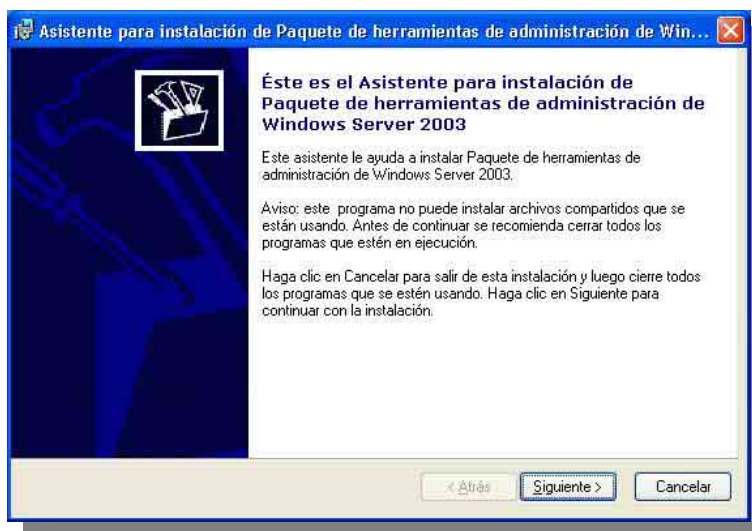 Asistente para instalación de Paquete de herramientas de administración de Win...
Éste es el Asistente para instalación de
Paquete de herramientas de administración de
Windows Server 2003
Este asistente le ayuda a instalar Paquete de herramientas de
administración de Windows Server 2003.
Aviso: este programa no puede instalar archivos compartidos que se
están usando. Antes de continuar se recomienda cerrar todos los
programas que estén en ejecución.
Haga clic en Cancelar para salir de esta instalación y luego cierre todos
los programas que se estén usando. Haga clic en Siguiente para
continuar con la instalación.
< Atrás Siguiente > Cancelar